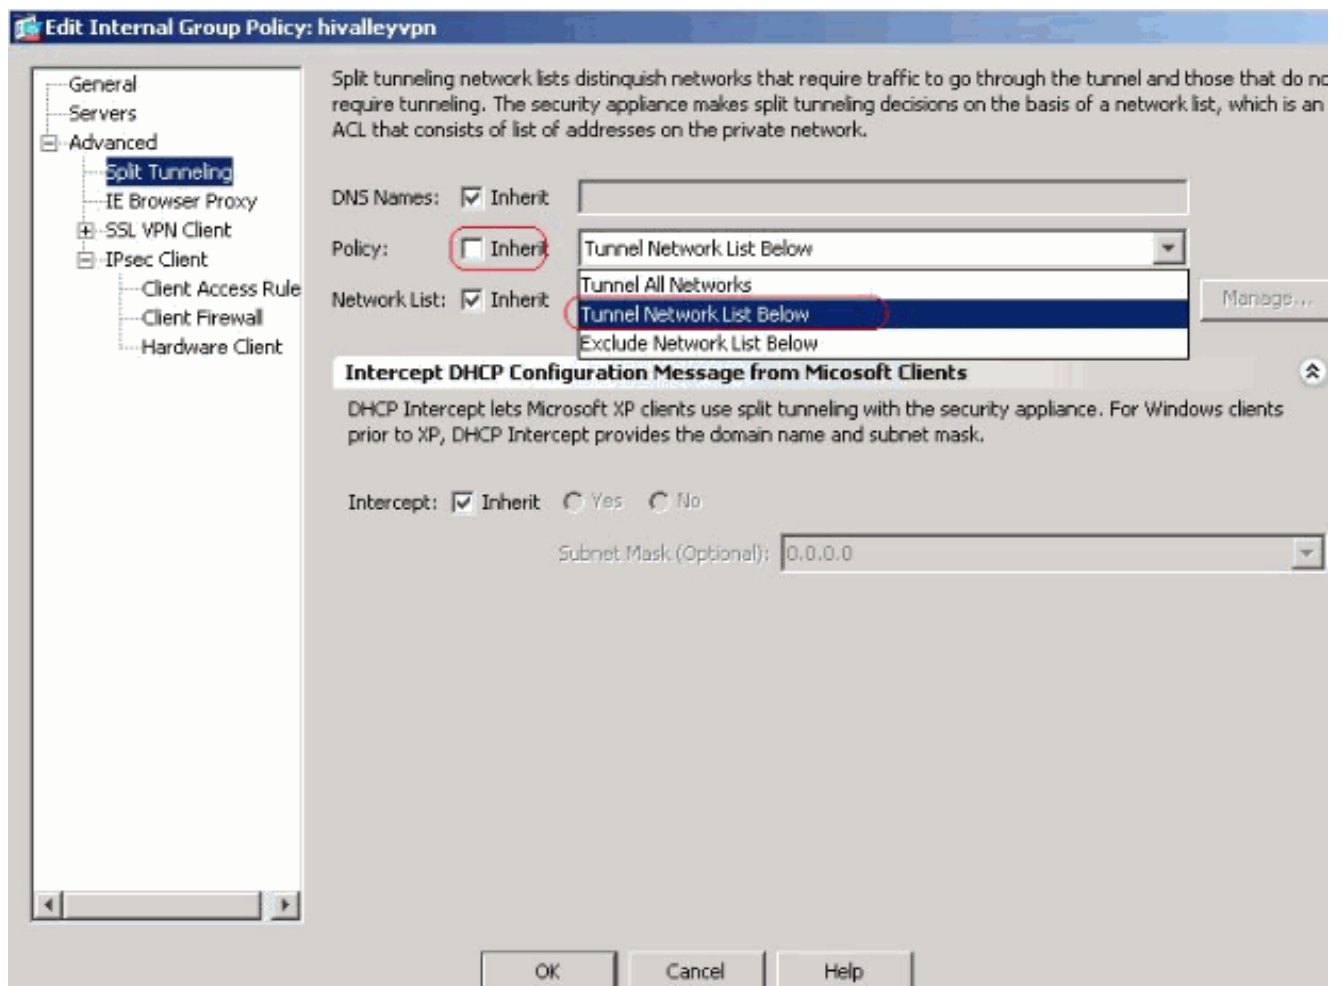 Edit Internal Group Policy: hivalleyvpn
General
Servers
Advanced
Split Tunneling
IE Browser Proxy
SSL VPN Client
IPsec Client
Client Access Rule
Client Firewall
Hardware Client
Split tunneling network lists distinquish networks that require traffic to go through the tunnel and those that do no
require tunneling. The security appliance makes split tunneling decisions on the basis of a network list, which is an
ACL that consists of list of addresses on the private network.
DNS Names: Inherit
Policy: Inherit Tunnel Network List Below
Tunnel All Networks
Network List: Inherit Tunnel Network List Below Manage...
Exclude Network List Below
Intercept DHCP Configuration Message from Micosoft Clients
DHCP Intercept lets Microsoft XP clients use split tunneling with the security appliance. For Windows clients
prior to XP, DHCP Intercept provides the domain name and subnet mask.
Intercept: Inherit Yes No
Subnet Mask (Optional): 0.0.0.0
OK Cancel Help